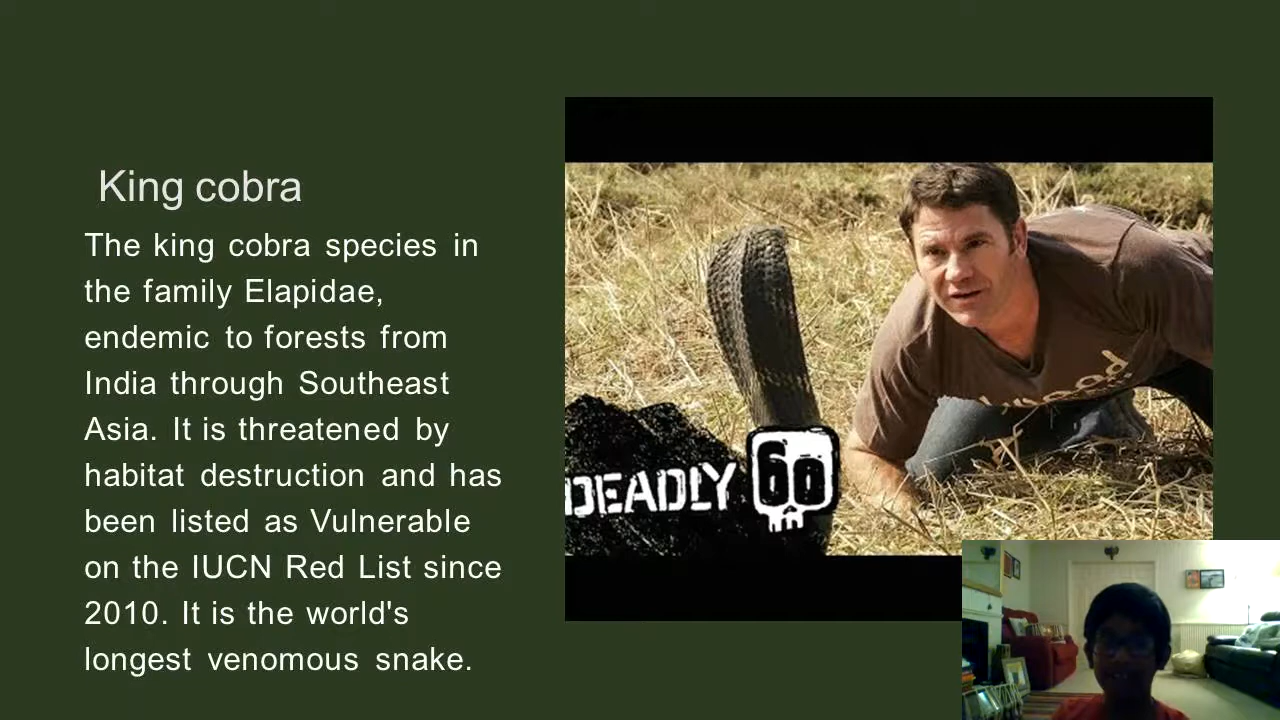 King cobra
The king cobra species in
the family Elapidae,
endemic to forests from
India through Southeast
Asia. It is threatened by
habitat destruction and has
been listed as Vulnerable
on the IUCN Red List since
2010. It is the world's
longest venomous snake.
DEADLY 60